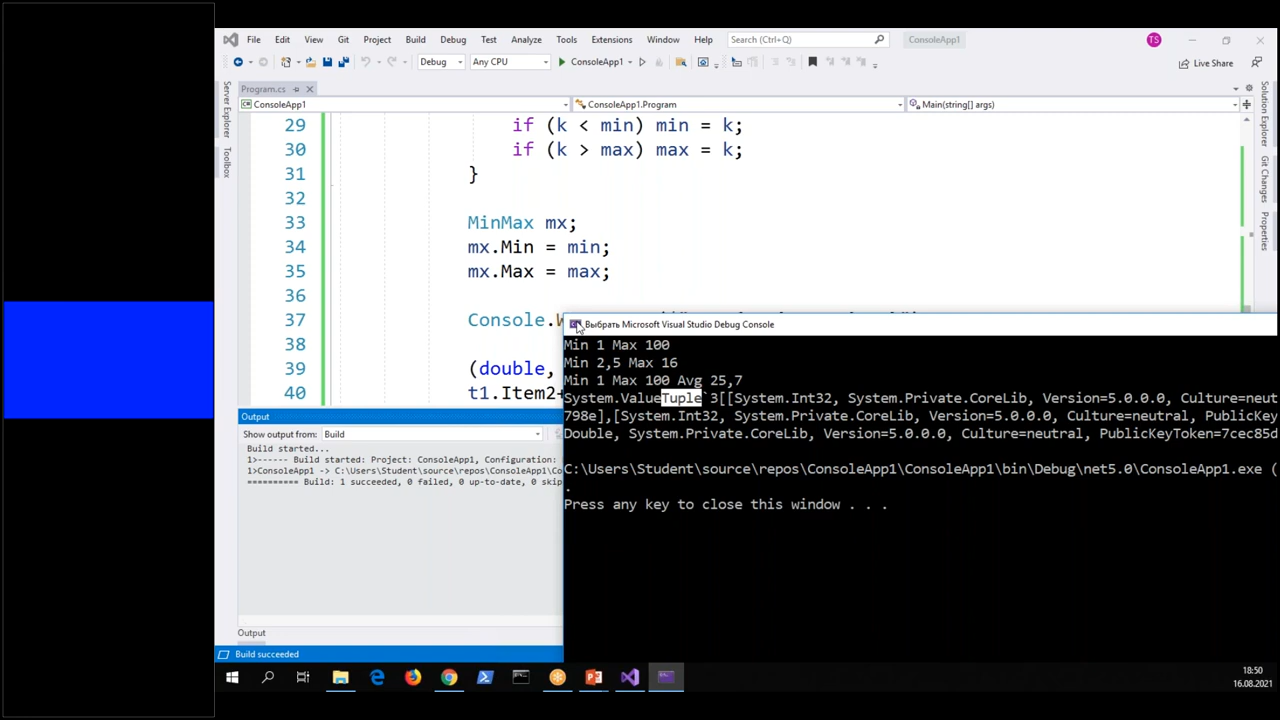 File Edit View Git Project Build Debug Test Analyze Tools Extensions Window Help Search (Ctrl+Q) ConsoleApp1 TS
Debug Any CPU ConsoleApp1 Live Share
Program.cs
ConsoleApp1 ConsoleApp1.Program Main(string[] args)
Server Explorer
Toolbox
Solution Explorer
Git Changes
Properties
29 if (k < min) min = k;
30 if (k > max) max = k;
31 }
32
33 MinMax mx;
34 mx.Min = min;
35 mx.Max = max;
36
37 Console.
38
39 (double,
40 t1.Item2
Output
Show output from: Build
Build started...
1>------ Build started: Project: ConsoleApp1, Configuration:
1>ConsoleApp1 -> C:\Users\Student\source\repos\ConsoleApp1\Co
========== Build: 1 succeeded, 0 failed, 0 up-to-date, 0 skip
Output
Build succeeded
Выбрать Microsoft Visual Studio Debug Console
Min 1 Max 100
Min 2,5 Max 16
Min 1 Max 100 Avg 25,7
System.ValueTuple`3[[System.Int32, System.Private.CoreLib, Version=5.0.0.0, Culture=neut
798e],[System.Int32, System.Private.CoreLib, Version=5.0.0.0, Culture=neutral, PublicKey
Double, System.Private.CoreLib, Version=5.0.0.0, Culture=neutral, PublicKeyToken=7cec85d
C:\Users\Student\source\repos\ConsoleApp1\ConsoleApp1\bin\Debug\net5.0\ConsoleApp1.exe (
.
Press any key to close this window . . .
18:50
16.08.2021